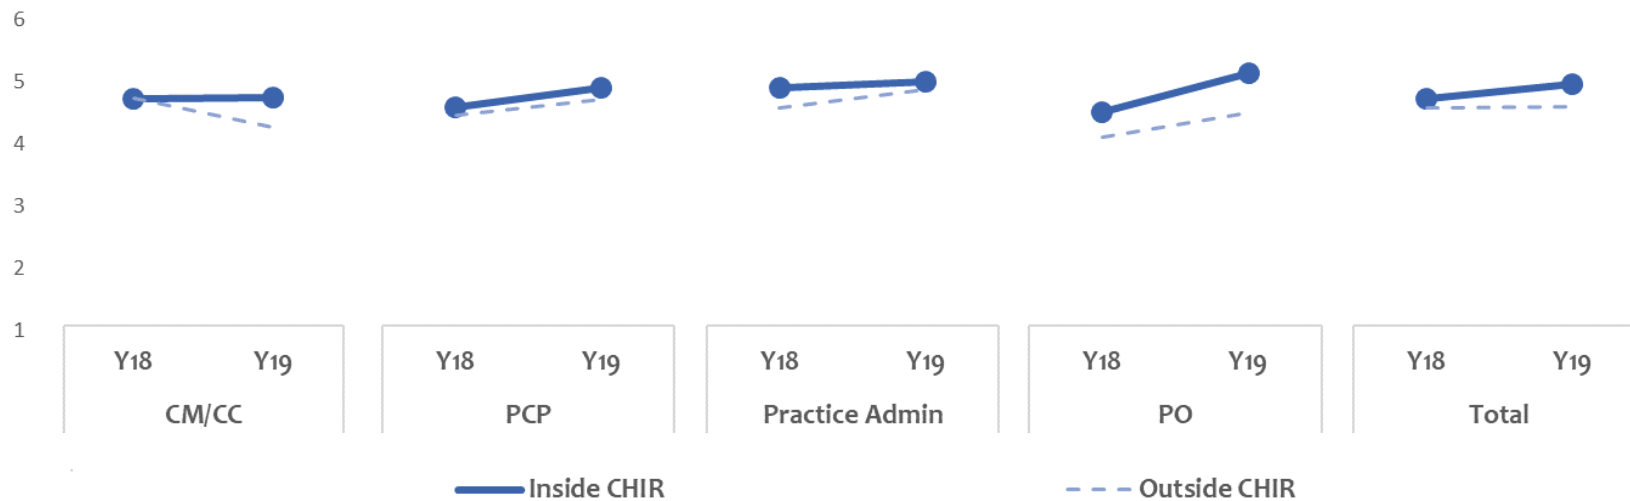 6
5
4
3
2
1
Y18 Y19 Y18 Y19 Y18 Y19 Y18 Y19 Y18 Y19
CM/CC PCP Practice Admin PO Total
Inside CHIR Outside CHIR